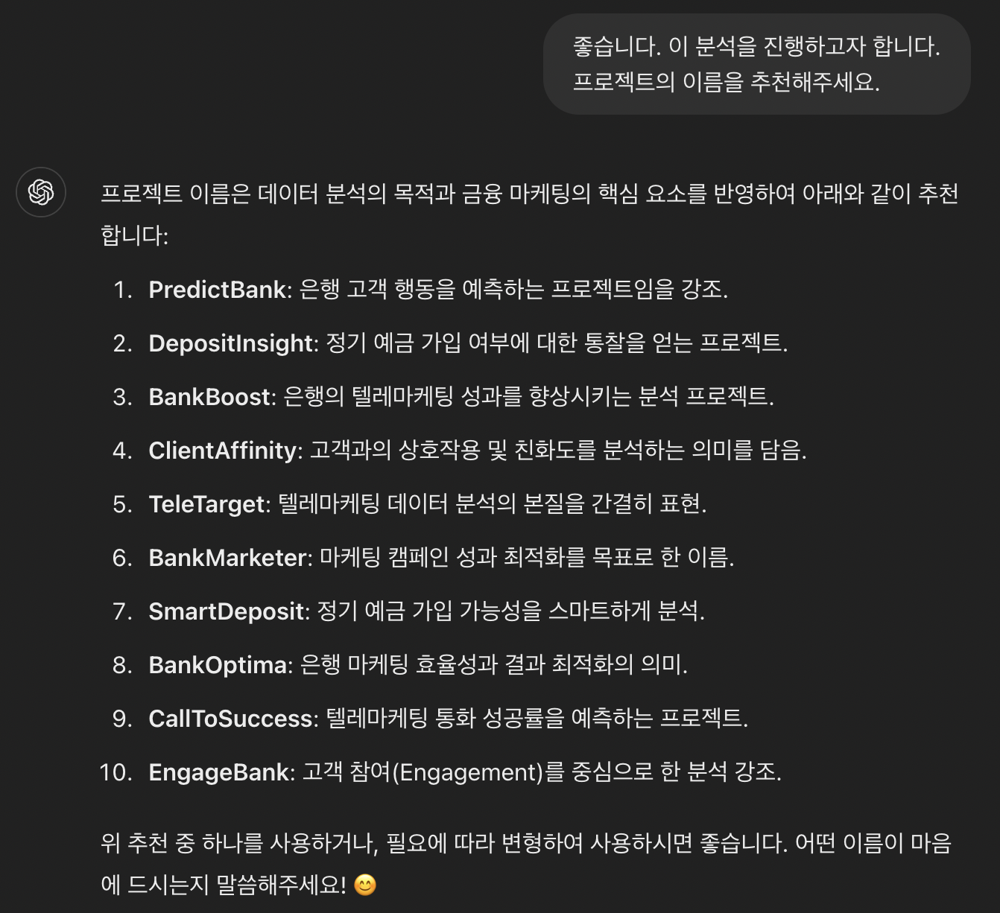 좋습니다. 이 분석을 진행하고자 합니다.
프로젝트의 이름을 추천해주세요.
프로젝트 이름은 데이터 분석의 목적과 금융 마케팅의 핵심 요소를 반영하여 아래와 같이 추천
합니다:
1. PredictBank: 은행 고객 행동을 예측하는 프로젝트임을 강조.
2. DepositInsight: 정기 예금 가입 여부에 대한 통찰을 얻는 프로젝트.
3. BankBoost: 은행의 텔레마케팅 성과를 향상시키는 분석 프로젝트.
4. ClientAffinity: 고객과의 상호작용 및 친화도를 분석하는 의미를 담음.
5. TeleTarget: 텔레마케팅 데이터 분석의 본질을 간결히 표현.
6. BankMarketer: 마케팅 캠페인 성과 최적화를 목표로 한 이름.
7. SmartDeposit: 정기 예금 가입 가능성을 스마트하게 분석.
8. BankOptima: 은행 마케팅 효율성과 결과 최적화의 의미.
9. CallToSuccess: 텔레마케팅 통화 성공률을 예측하는 프로젝트.
10. EngageBank: 고객 참여(Engagement)를 중심으로 한 분석 강조.
위 추천 중 하나를 사용하거나, 필요에 따라 변형하여 사용하시면 좋습니다. 어떤 이름이 마음
에 드시는지 말씀해주세요! 😊